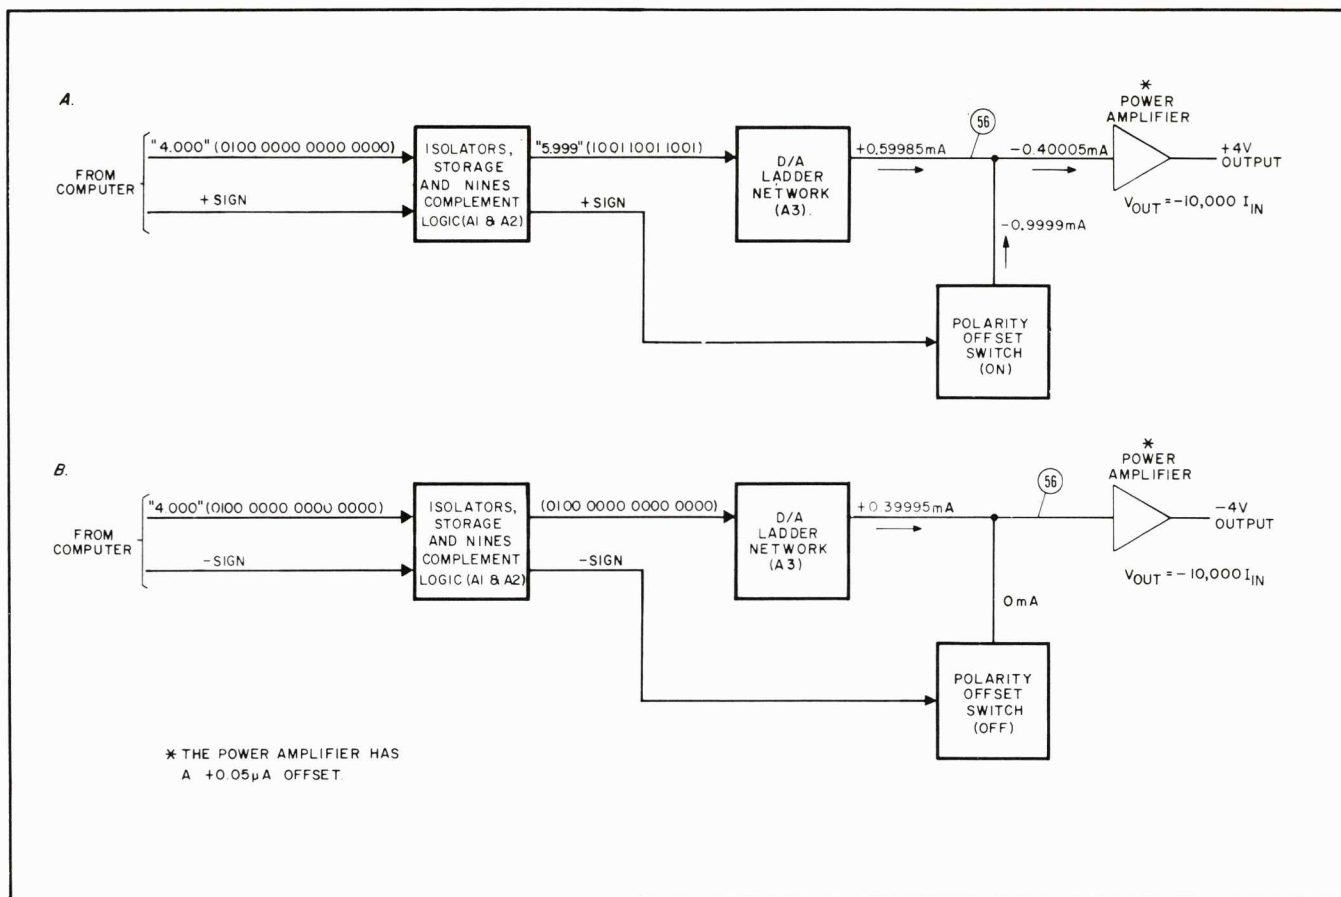 A.
FROM
COMPUTER
"4.000" (0100 0000 0000 0000)
+ SIGN
ISOLATORS,
STORAGE
AND NINES
COMPLEMENT
LOGIC(A1 & A2)
"5.999" (1001 1001 1001)
+ SIGN
D/A
LADDER
NETWORK
(A3).
+0.59985mA
56
-0.40005mA
-0.9999mA
POLARITY
OFFSET
SWITCH
(ON)
*
POWER
AMPLIFIER
+4V
OUTPUT
VOUT = -10,000 IIN
B.
FROM
COMPUTER
"4.000" (0100 0000 0000 0000)
- SIGN
ISOLATORS,
STORAGE
AND NINES
COMPLEMENT
LOGIC (A1 & A2)
(0100 0000 0000 0000)
-SIGN
D/A
LADDER
NETWORK
(A3)
+0.39995mA
56
0mA
POLARITY
OFFSET
SWITCH
(OFF)
*
POWER
AMPLIFIER
-4V
OUTPUT
VOUT = -10,000 IIN
* THE POWER AMPLIFIER HAS
A +0.05µA OFFSET.